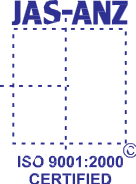 JAS-ANZ
©
ISO 9001:2000
CERTIFIED